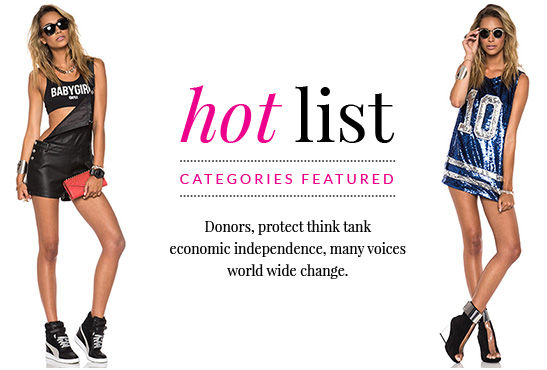 BABYGIRL
hot list
CATEGORIES FEATURED
Donors, protect think tank
economic independence, many voices
world wide change.
10